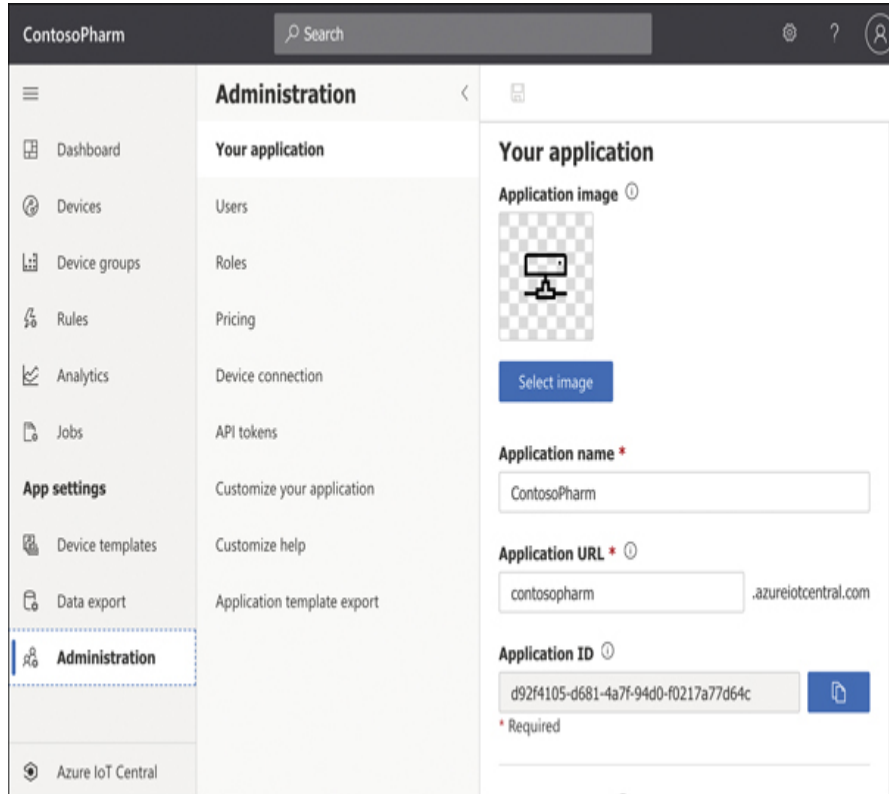 ContosoPharm
Search
?
Dashboard
Devices
Device groups
Rules
Analytics
Jobs
App settings
Device templates
Data export
Administration
Azure IoT Central
Administration
Your application
Users
Roles
Pricing
Device connection
API tokens
Customize your application
Customize help
Application template export
Your application
Application image
Select image
Application name *
ContosoPharm
Application URL *
contosopharm .azureiotcentral.com
Application ID
d92f4105-d681-4a7f-94d0-f0217a77d64c
* Required